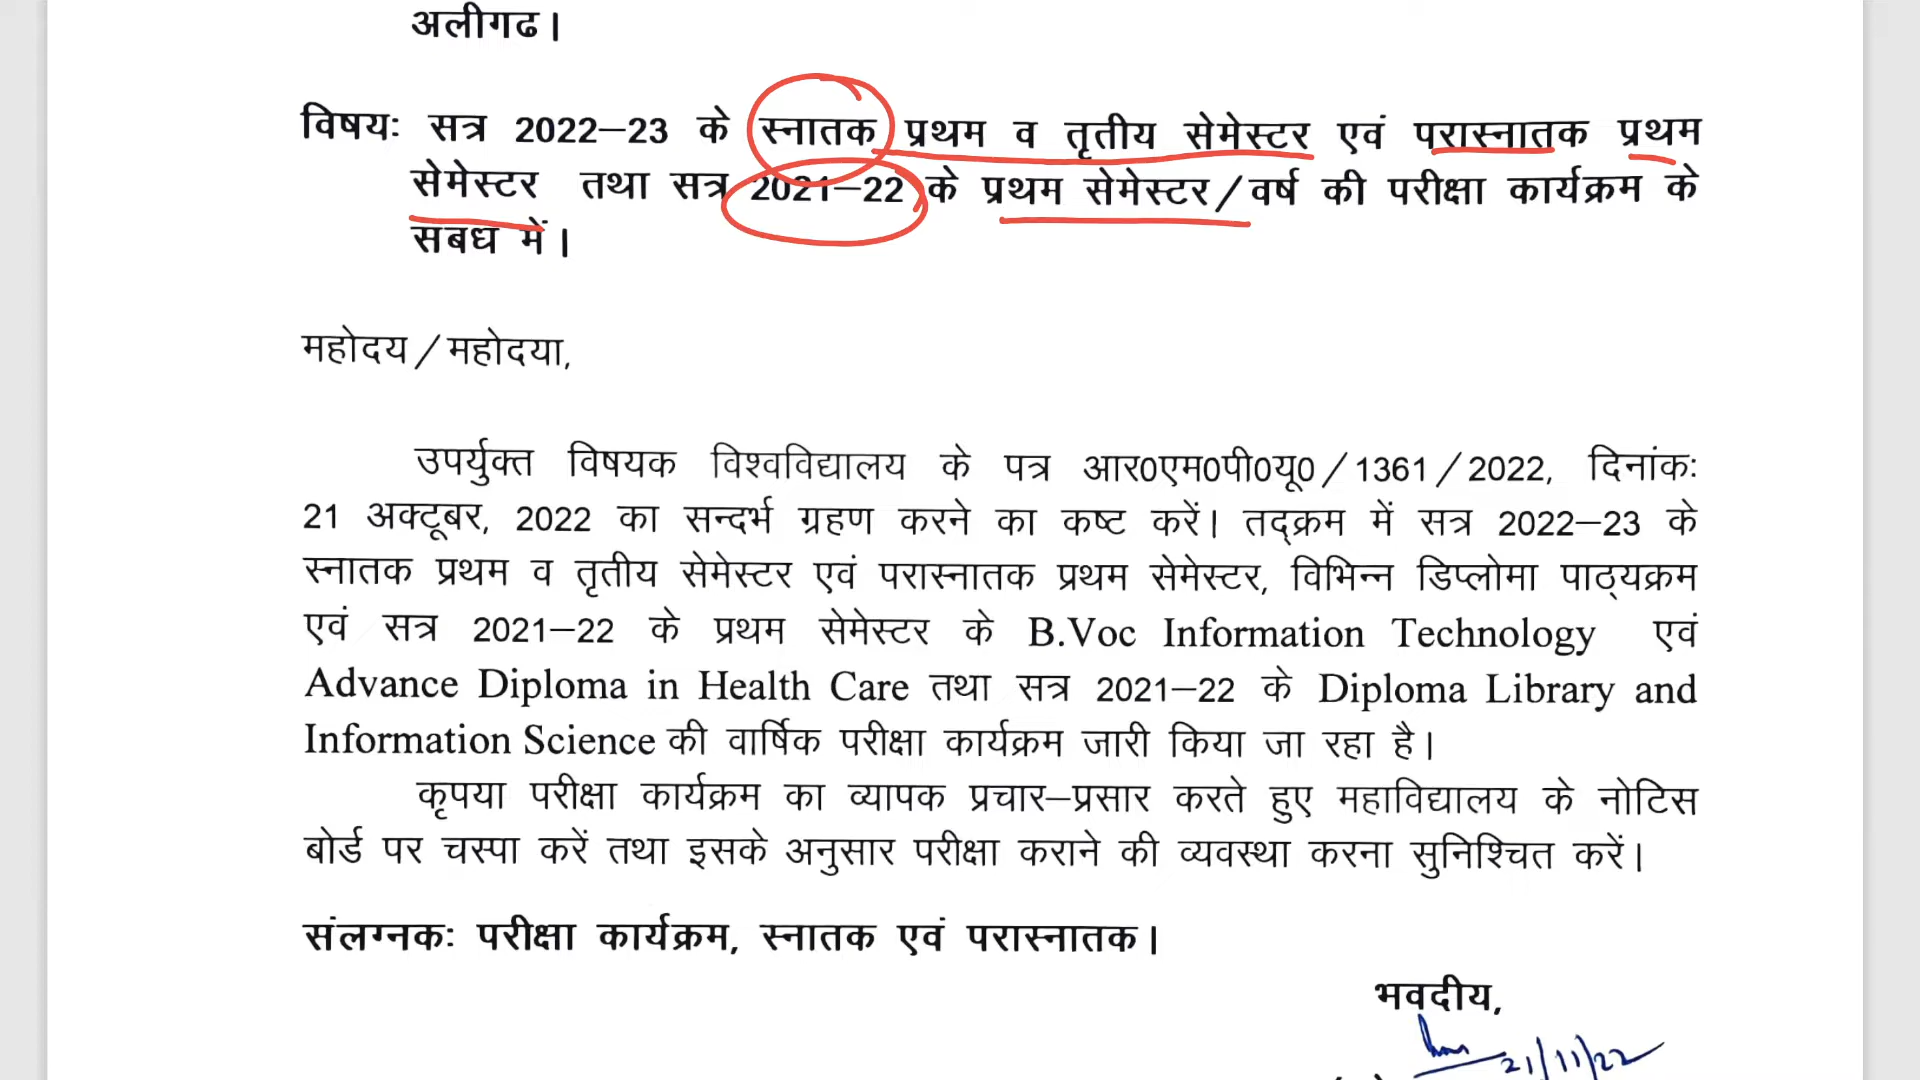 अलीगढ।
विषयः सत्र 2022–23 के स्नातक प्रथम व तृतीय सेमेस्टर एवं परास्नातक प्रथम
सेमेस्टर तथा सत्र 2021–22 के प्रथम सेमेस्टर/वर्ष की परीक्षा कार्यक्रम के
सबध में।
महोदय/महोदया,
उपर्युक्त विषयक विश्वविद्यालय के पत्र आर0एम0पी0यू0/1361/2022, दिनांकः
21 अक्टूबर, 2022 का सन्दर्भ ग्रहण करने का कष्ट करें। तद्क्रम में सत्र 2022–23 के
स्नातक प्रथम व तृतीय सेमेस्टर एवं परास्नातक प्रथम सेमेस्टर, विभिन्न डिप्लोमा पाठ्यक्रम
एवं सत्र 2021–22 के प्रथम सेमेस्टर के B.Voc Information Technology एवं
Advance Diploma in Health Care तथा सत्र 2021–22 के Diploma Library and
Information Science की वार्षिक परीक्षा कार्यक्रम जारी किया जा रहा है।
कृपया परीक्षा कार्यक्रम का व्यापक प्रचार–प्रसार करते हुए महाविद्यालय के नोटिस
बोर्ड पर चस्पा करें तथा इसके अनुसार परीक्षा कराने की व्यवस्था करना सुनिश्चित करें।
संलग्नकः परीक्षा कार्यक्रम, स्नातक एवं परास्नातक।
भवदीय,
21/11/22